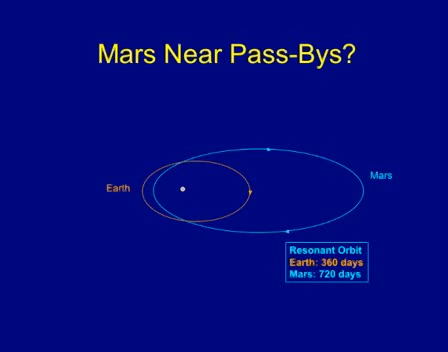 Mars Near Pass-Bys?
Mars
Earth
Resonant Orbit
Earth: 360 days
Mars: 720 days